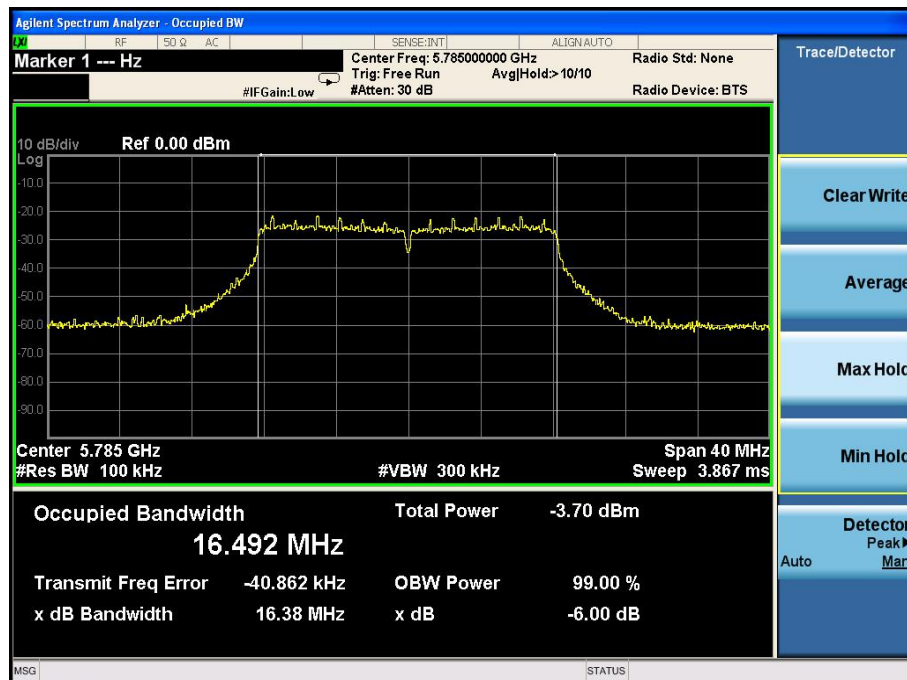 Agilent Spectrum Analyzer - Occupied BW
LXI RF 50 Ω AC SENSE:INT ALIGN AUTO
Marker 1 --- Hz
Center Freq: 5.785000000 GHz
Radio Std: None
Trig: Free Run Avg|Hold:>10/10
#IFGain:Low #Atten: 30 dB
Radio Device: BTS
10 dB/div Ref 0.00 dBm
Log
-10.0
-20.0
-30.0
-40.0
-50.0
-60.0
-70.0
-80.0
-90.0
Center 5.785 GHz Span 40 MHz
#Res BW 100 kHz #VBW 300 kHz Sweep 3.867 ms
Occupied Bandwidth Total Power -3.70 dBm
16.492 MHz
Transmit Freq Error -40.862 kHz OBW Power 99.00 %
x dB Bandwidth 16.38 MHz x dB -6.00 dB
MSG STATUS
Trace/Detector
Clear Write
Average
Max Hold
Min Hold
Detector
Peak
Auto Man